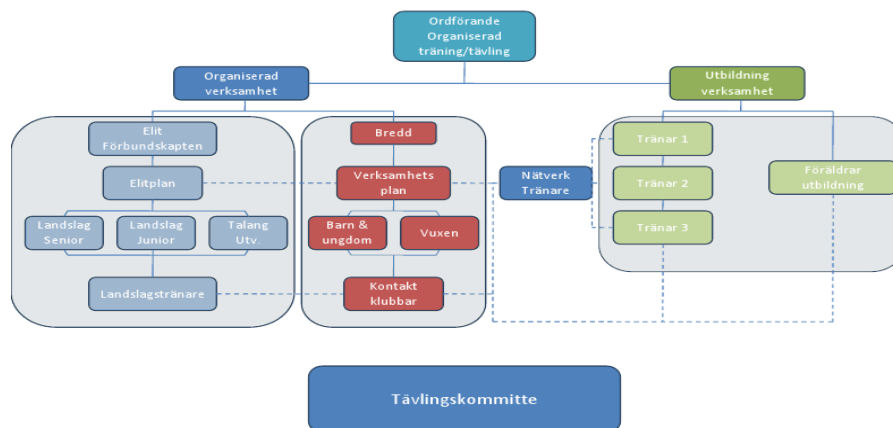 Ordförande
Organiserad
träning/tävling
Organiserad
verksamhet
Utbildning
verksamhet
Elit
Förbundskapten
Bredd
Tränar 1
Elitplan
Verksamhets
plan
Nätverk
Tränare
Tränar 2
Föräldrar
utbildning
Landslag
Senior
Landslag
Junior
Talang
Utv.
Barn &
ungdom
Vuxen
Tränar 3
Landslagstränare
Kontakt
klubbar
Tävlingskommitte